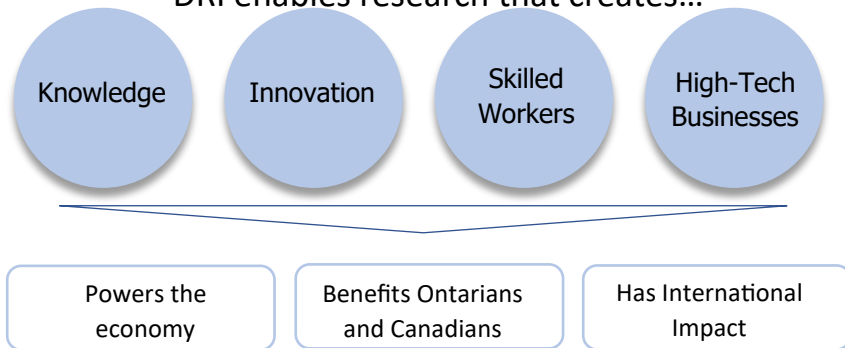 DRI enables research that creates…
Knowledge
Innovation
Skilled
Workers
High-Tech
Businesses
Powers the
economy
Benefits Ontarians
and Canadians
Has International
Impact